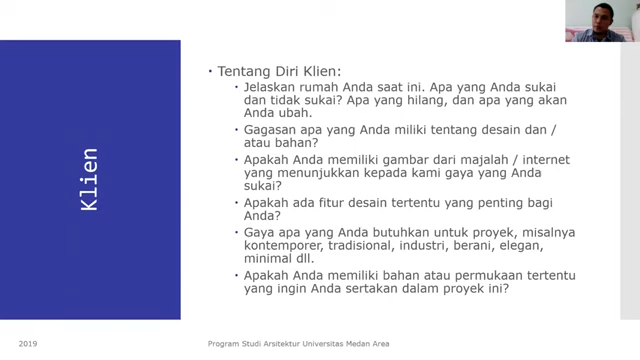 Klien
• Tentang Diri Klien:
• Jelaskan rumah Anda saat ini. Apa yang Anda sukai
dan tidak sukai? Apa yang hilang, dan apa yang akan
Anda ubah.
• Gagasan apa yang Anda miliki tentang desain dan /
atau bahan?
• Apakah Anda memiliki gambar dari majalah / internet
yang menunjukkan kepada kami gaya yang Anda
sukai?
• Apakah ada fitur desain tertentu yang penting bagi
Anda?
• Gaya apa yang Anda butuhkan untuk proyek, misalnya
kontemporer, tradisional, industri, berani, elegan,
minimal dll.
• Apakah Anda memiliki bahan atau permukaan tertentu
yang ingin Anda sertakan dalam proyek ini?
2019
Program Studi Arsitektur Universitas Medan Area